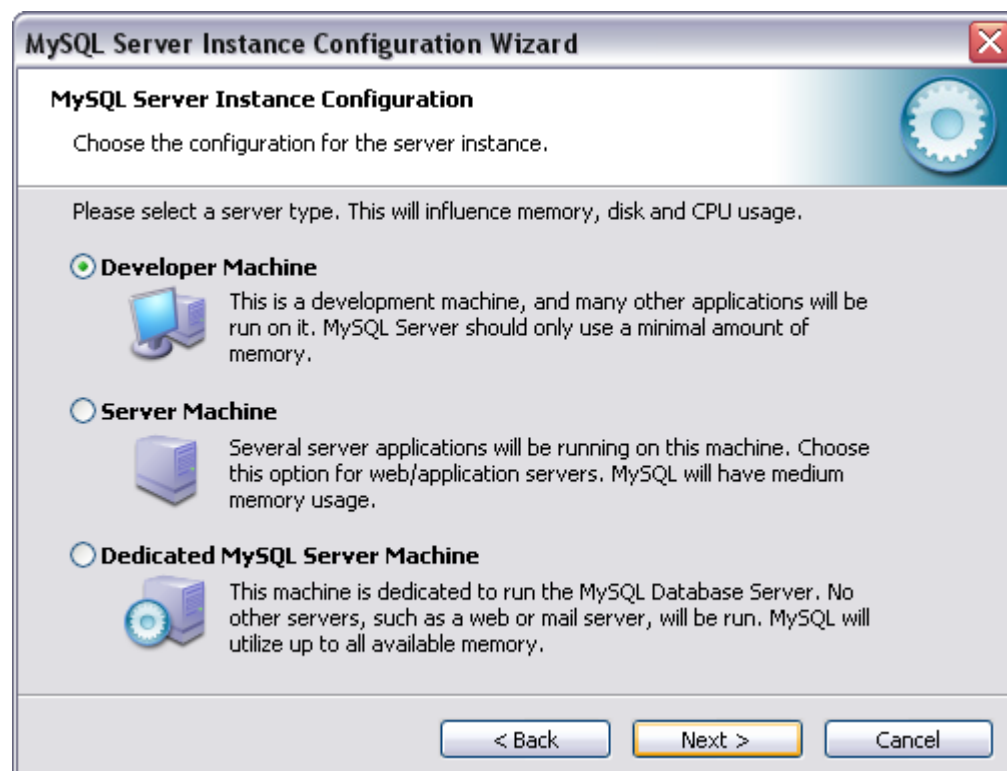 MySQL Server Instance Configuration Wizard
MySQL Server Instance Configuration
Choose the configuration for the server instance.
Please select a server type. This will influence memory, disk and CPU usage.
Developer Machine
This is a development machine, and many other applications will be
run on it. MySQL Server should only use a minimal amount of
memory.
Server Machine
Several server applications will be running on this machine. Choose
this option for web/application servers. MySQL will have medium
memory usage.
Dedicated MySQL Server Machine
This machine is dedicated to run the MySQL Database Server. No
other servers, such as a web or mail server, will be run. MySQL will
utilize up to all available memory.
< Back
Next >
Cancel